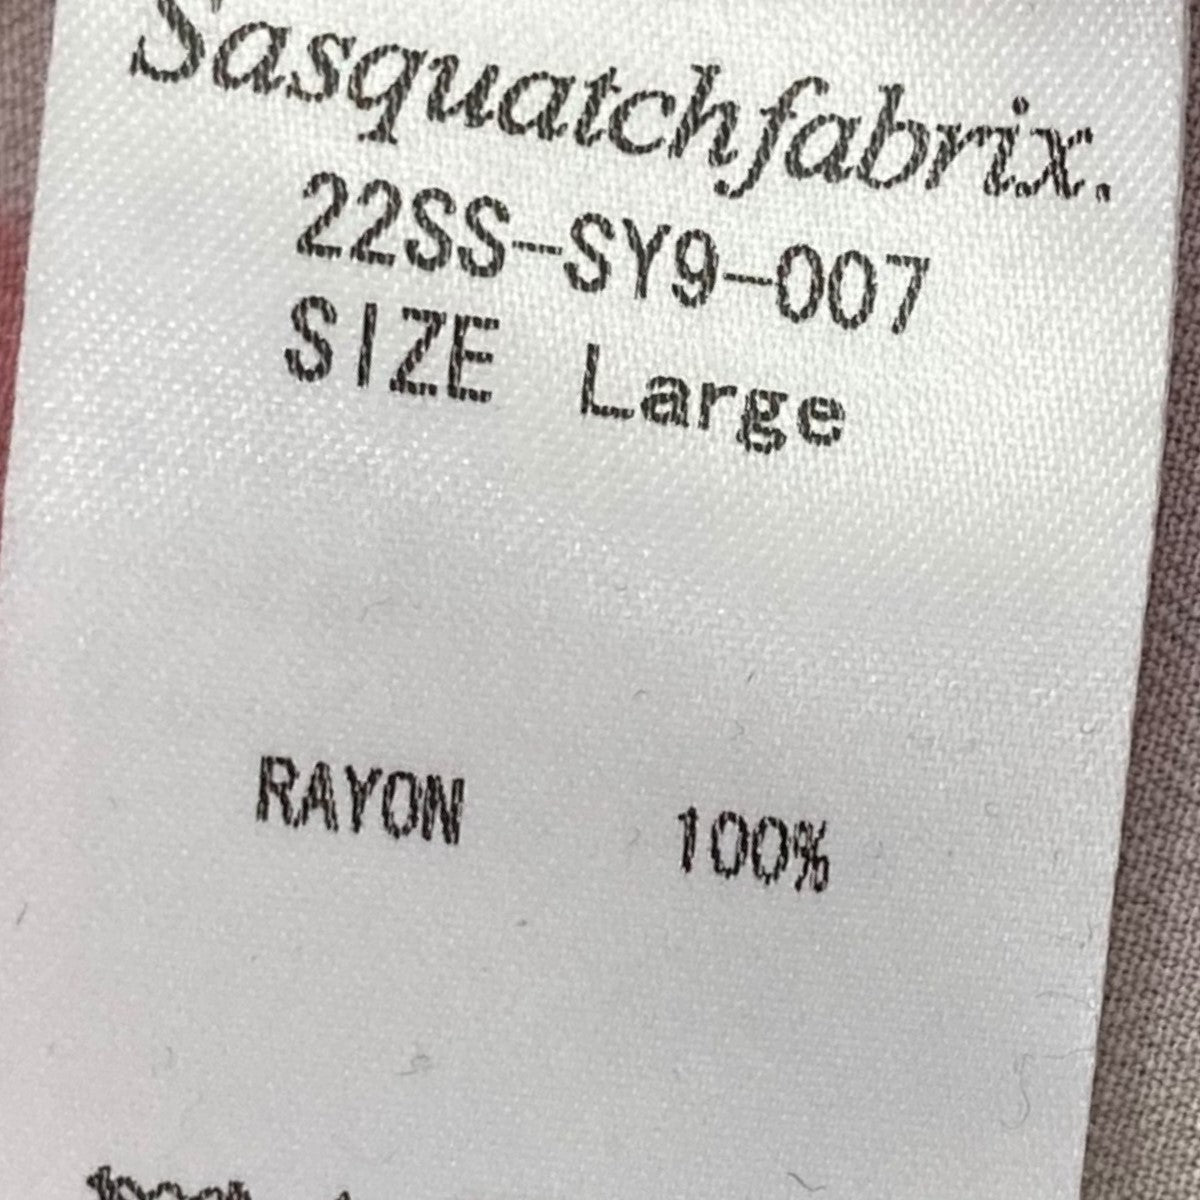 Sasquatchfabrix.
22SS-SY9-007
SIZE Large
RAYON 100%